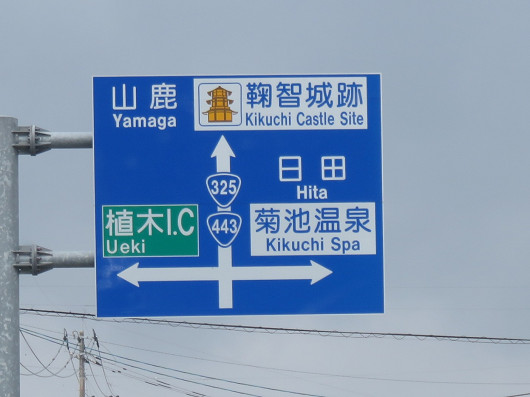 山鹿
Yamaga
鞠智城跡
Kikuchi Castle Site
325
443
日田
Hita
植木I.C
Ueki
菊池温泉
Kikuchi Spa